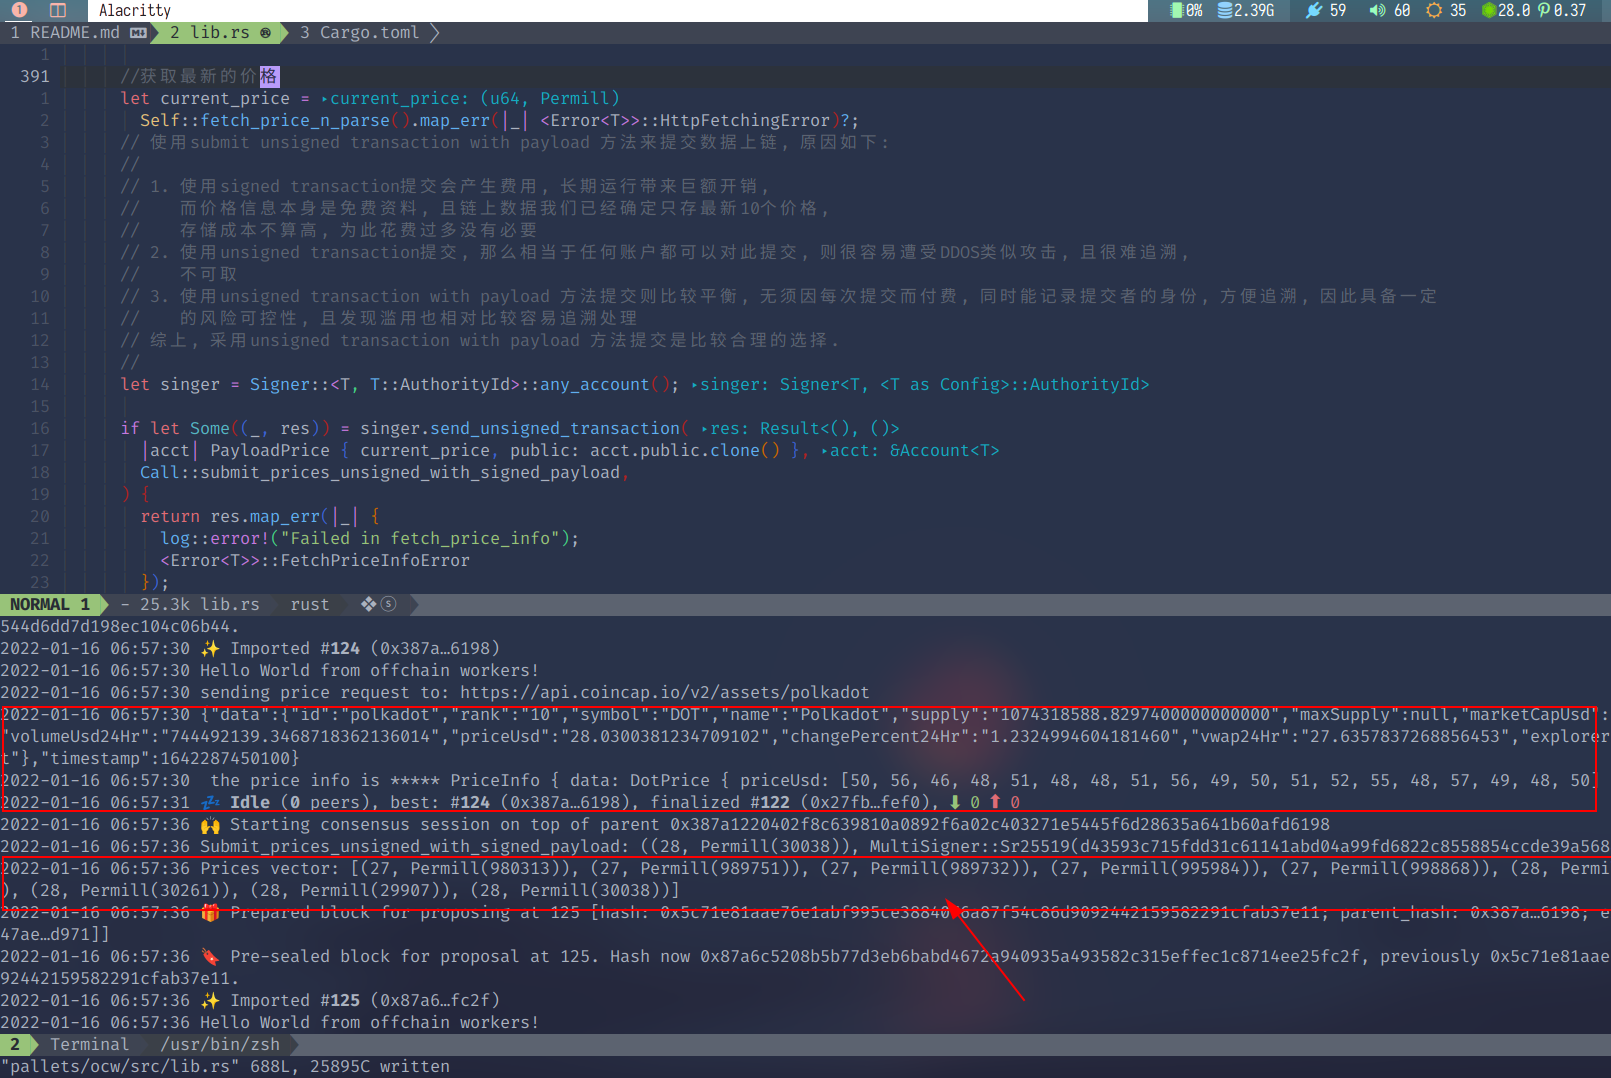 1 Alacritty 0% 2.39G 59 60 35 28.0 0.37
1 README.md 2 lib.rs 3 Cargo.toml
1
391 //获取最新的价格
1 let current_price = ‣current_price: (u64, Permill)
2 Self::fetch_price_n_parse().map_err(|_| <Error<T>>::HttpFetchingError)?;
3 // 使用submit unsigned transaction with payload 方法来提交数据上链, 原因如下:
4 //
5 // 1. 使用signed transaction提交会产生费用, 长期运行带来巨额开销,
6 // 而价格信息本身是免费资料, 且链上数据我们已经确定只存最新10个价格,
7 // 存储成本不算高, 为此花费过多没有必要
8 // 2. 使用unsigned transaction提交, 那么相当于任何账户都可以对此提交, 则很容易遭受DDOS类似攻击, 且很难追溯,
9 // 不可取
10 // 3. 使用unsigned transaction with payload 方法提交则比较平衡, 无须因每次提交而付费, 同时能记录提交者的身份, 方便追溯, 因此具备一定
11 // 的风险可控性, 且发现滥用也相对比较容易追溯处理
12 // 综上, 采用unsigned transaction with payload 方法提交是比较合理的选择.
13 //
14 let singer = Signer::<T, T::AuthorityId>::any_account(); ‣singer: Signer<T, <T as Config>::AuthorityId>
15
16 if let Some((_, res)) = singer.send_unsigned_transaction( ‣res: Result<(), ()>
17 |acct| PayloadPrice { current_price, public: acct.public.clone() }, ‣acct: &Account<T>
18 Call::submit_prices_unsigned_with_signed_payload,
19 ) {
20 return res.map_err(|_| {
21 log::error!("Failed in fetch_price_info");
22 <Error<T>>::FetchPriceInfoError
23 });
NORMAL 1 - 25.3k lib.rs rust
544d6dd7d198ec104c06b44.
2022-01-16 06:57:30 ✨ Imported #124 (0x387a…6198)
2022-01-16 06:57:30 Hello World from offchain workers!
2022-01-16 06:57:30 sending price request to: https://api.coincap.io/v2/assets/polkadot
2022-01-16 06:57:30 {"data":{"id":"polkadot","rank":"10","symbol":"DOT","name":"Polkadot","supply":"1074318588.8297400000000000","maxSupply":null,"marketCapUsd":
"volumeUsd24Hr":"744492139.3468718362136014","priceUsd":"28.0300381234709102","changePercent24Hr":"1.2324994604181460","vwap24Hr":"27.6357837268856453","explorer
t"},"timestamp":1642287450100}
2022-01-16 06:57:30 the price info is ***** PriceInfo { data: DotPrice { priceUsd: [50, 56, 46, 48, 51, 48, 48, 51, 56, 49, 50, 51, 52, 55, 48, 57, 49, 48, 50]
2022-01-16 06:57:31 💤 Idle (0 peers), best: #124 (0x387a…6198), finalized #122 (0x27fb…fef0), ⬇ 0 ⬆ 0
2022-01-16 06:57:36 🙌 Starting consensus session on top of parent 0x387a1220402f8c639810a0892f6a02c403271e5445f6d28635a641b60afd6198
2022-01-16 06:57:36 Submit_prices_unsigned_with_signed_payload: ((28, Permill(30038)), MultiSigner::Sr25519(d43593c715fdd31c61141abd04a99fd6822c8558854ccde39a568
2022-01-16 06:57:36 Prices vector: [(27, Permill(980313)), (27, Permill(989751)), (27, Permill(989732)), (27, Permill(995984)), (27, Permill(998868)), (28, Permi
), (28, Permill(30261)), (28, Permill(29907)), (28, Permill(30038))]
2022-01-16 06:57:36 🎁 Prepared block for proposing at 125 [hash: parent_hash: 0x387a…6198; e
47ae…d971]]
2022-01-16 06:57:36 🔖 Pre-sealed block for proposal at 125. Hash now 0x87a6c5208b5b77d3eb6babd4672a940935a493582c315effec1c8714ee25fc2f, previously 0x5c71e81aae
92442159582291cfab37e11.
2022-01-16 06:57:36 ✨ Imported #125 (0x87a6…fc2f)
2022-01-16 06:57:36 Hello World from offchain workers!
2 Terminal /usr/bin/zsh
"pallets/ocw/src/lib.rs" 688L, 25895C written